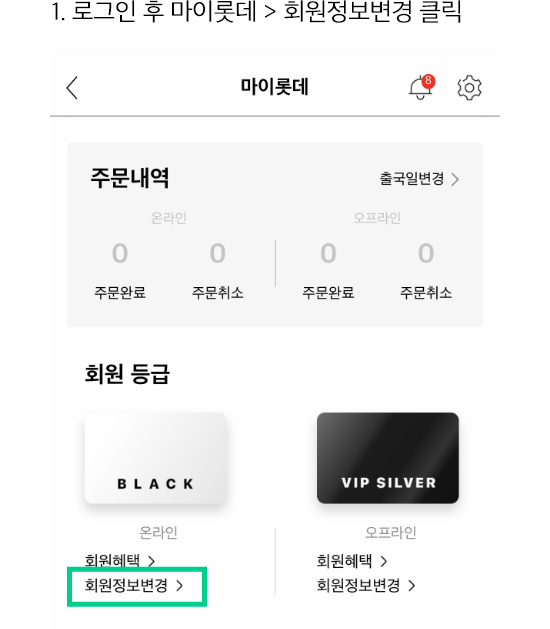 1. 로그인 후 마이롯데 > 회원정보변경 클릭
마이롯데
8
주문내역
출국일변경 >
온라인
오프라인
0 0 0 0
주문완료 주문취소 주문완료 주문취소
회원 등급
BLACK
VIP SILVER
온라인
오프라인
회원혜택 >
회원혜택 >
회원정보변경 >
회원정보변경 >